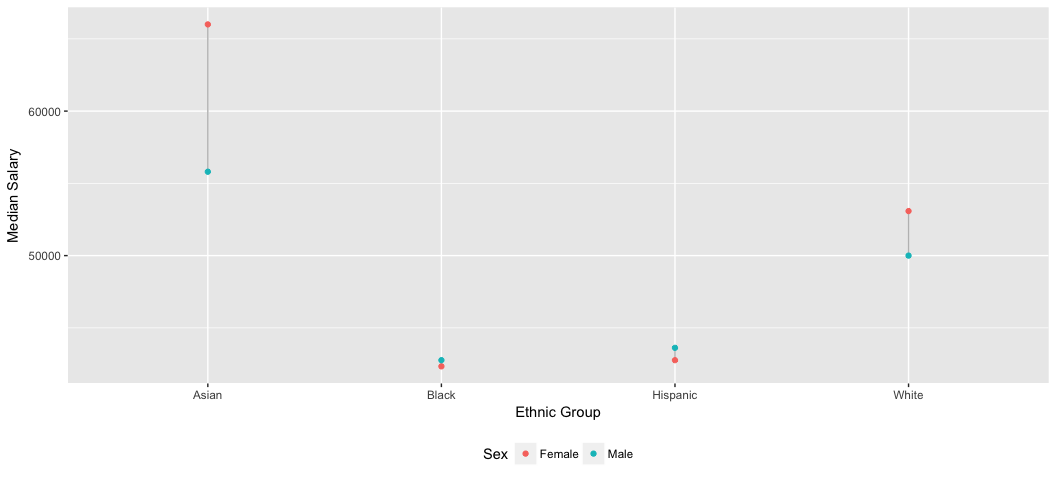 Median Salary
60000
50000
Asian Black Hispanic White
Ethnic Group
Sex Female Male